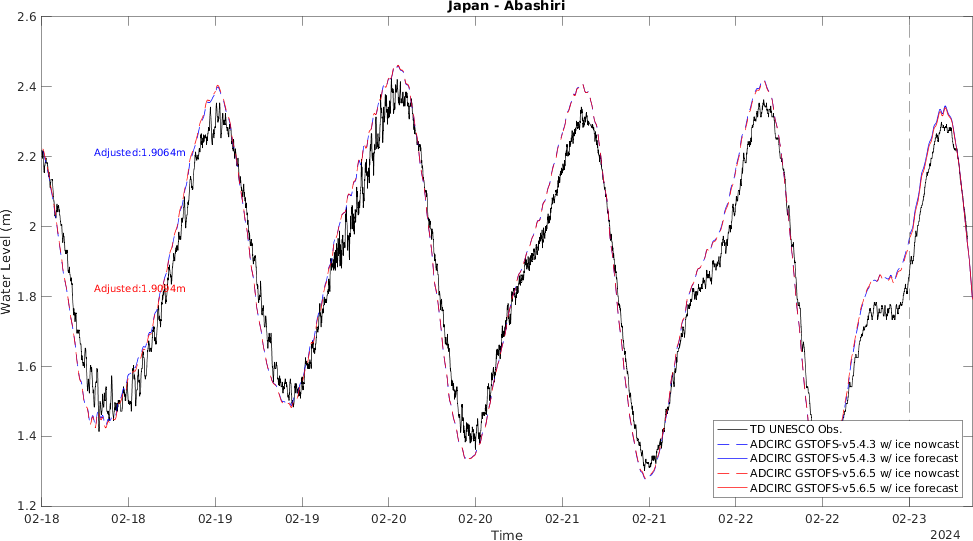 Japan - Abashiri
Water Level (m)
2.6
2.4
2.2
2
1.8
1.6
1.4
1.2
Adjusted:1.9064m
Adjusted:1.9094m
TD UNESCO Obs.
ADCIRC GSTOFS-v5.4.3 w/ ice nowcast
ADCIRC GSTOFS-v5.4.3 w/ ice forecast
ADCIRC GSTOFS-v5.6.5 w/ ice nowcast
ADCIRC GSTOFS-v5.6.5 w/ ice forecast
02-18 02-18 02-19 02-19 02-20 02-20 02-21 02-21 02-22 02-22 02-23
Time
2024